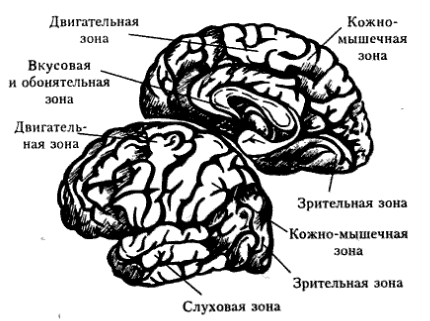 Двигательная
зона
Кожно-
мышечная
зона
Вкусовая
и обонятельная
зона
Двигатель-
ная зона
Зрительная зона
Кожно-мышечная
зона
Зрительная зона
Слуховая зона